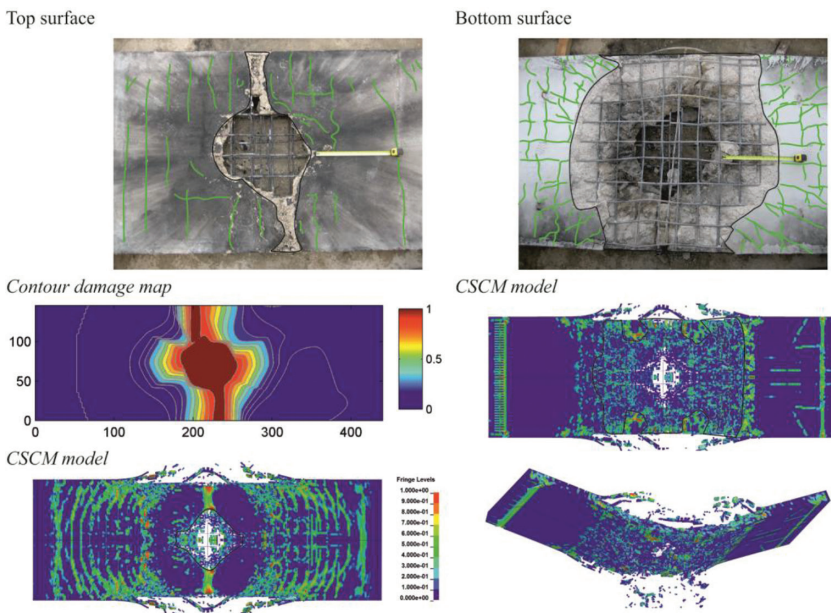 Top surface
Bottom surface
Contour damage map
CSCM model
100
50
0
0
100
200
300
400
1
0.5
0
CSCM model
Fringe Levels
1.000e+00
9.000e-01
8.000e-01
7.000e-01
6.000e-01
5.000e-01
4.000e-01
3.000e-01
2.000e-01
1.000e-01
0.000e+00